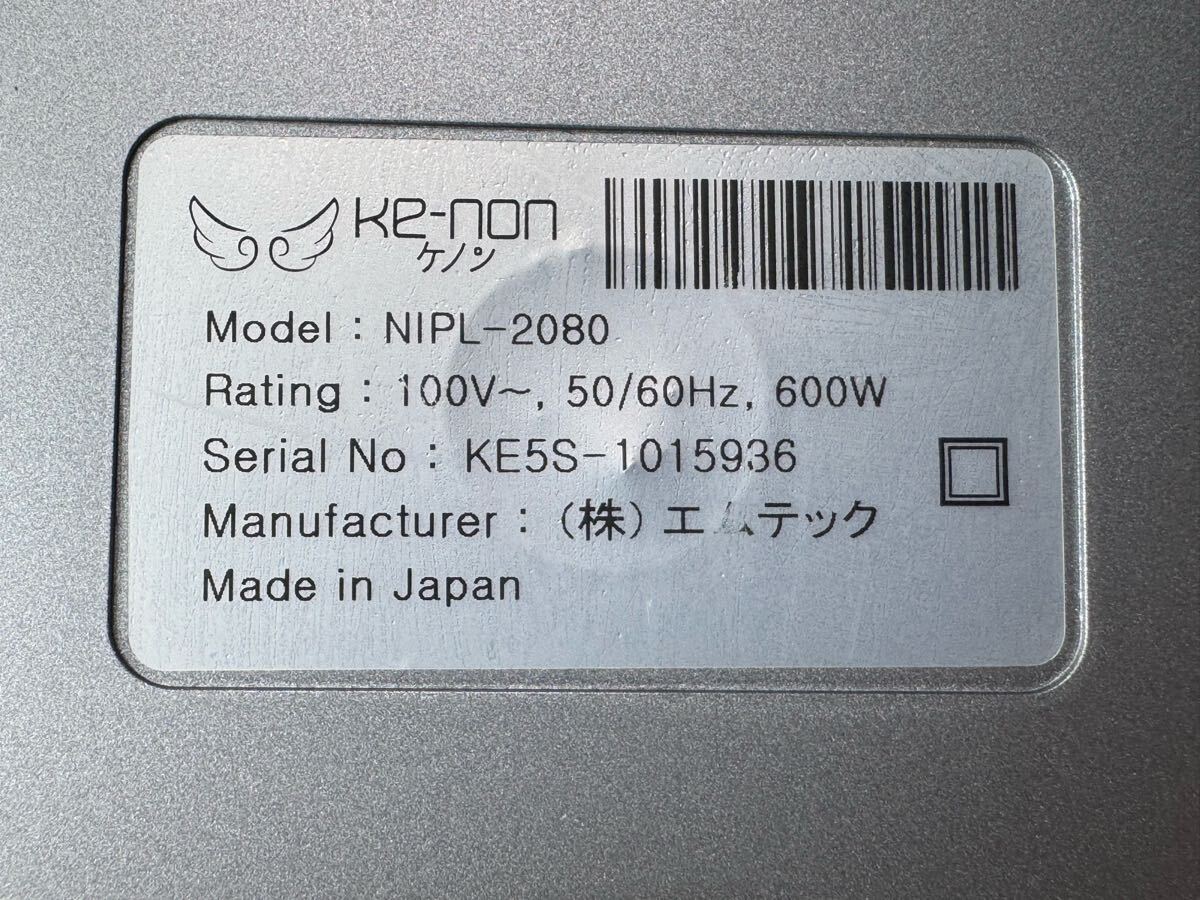 Ke-non
ケノン
Model : NIPL-2080
Rating : 100V~, 50/60Hz, 600W
Serial No : KE5S-1015936
Manufacturer : (株) エムテック
Made in Japan